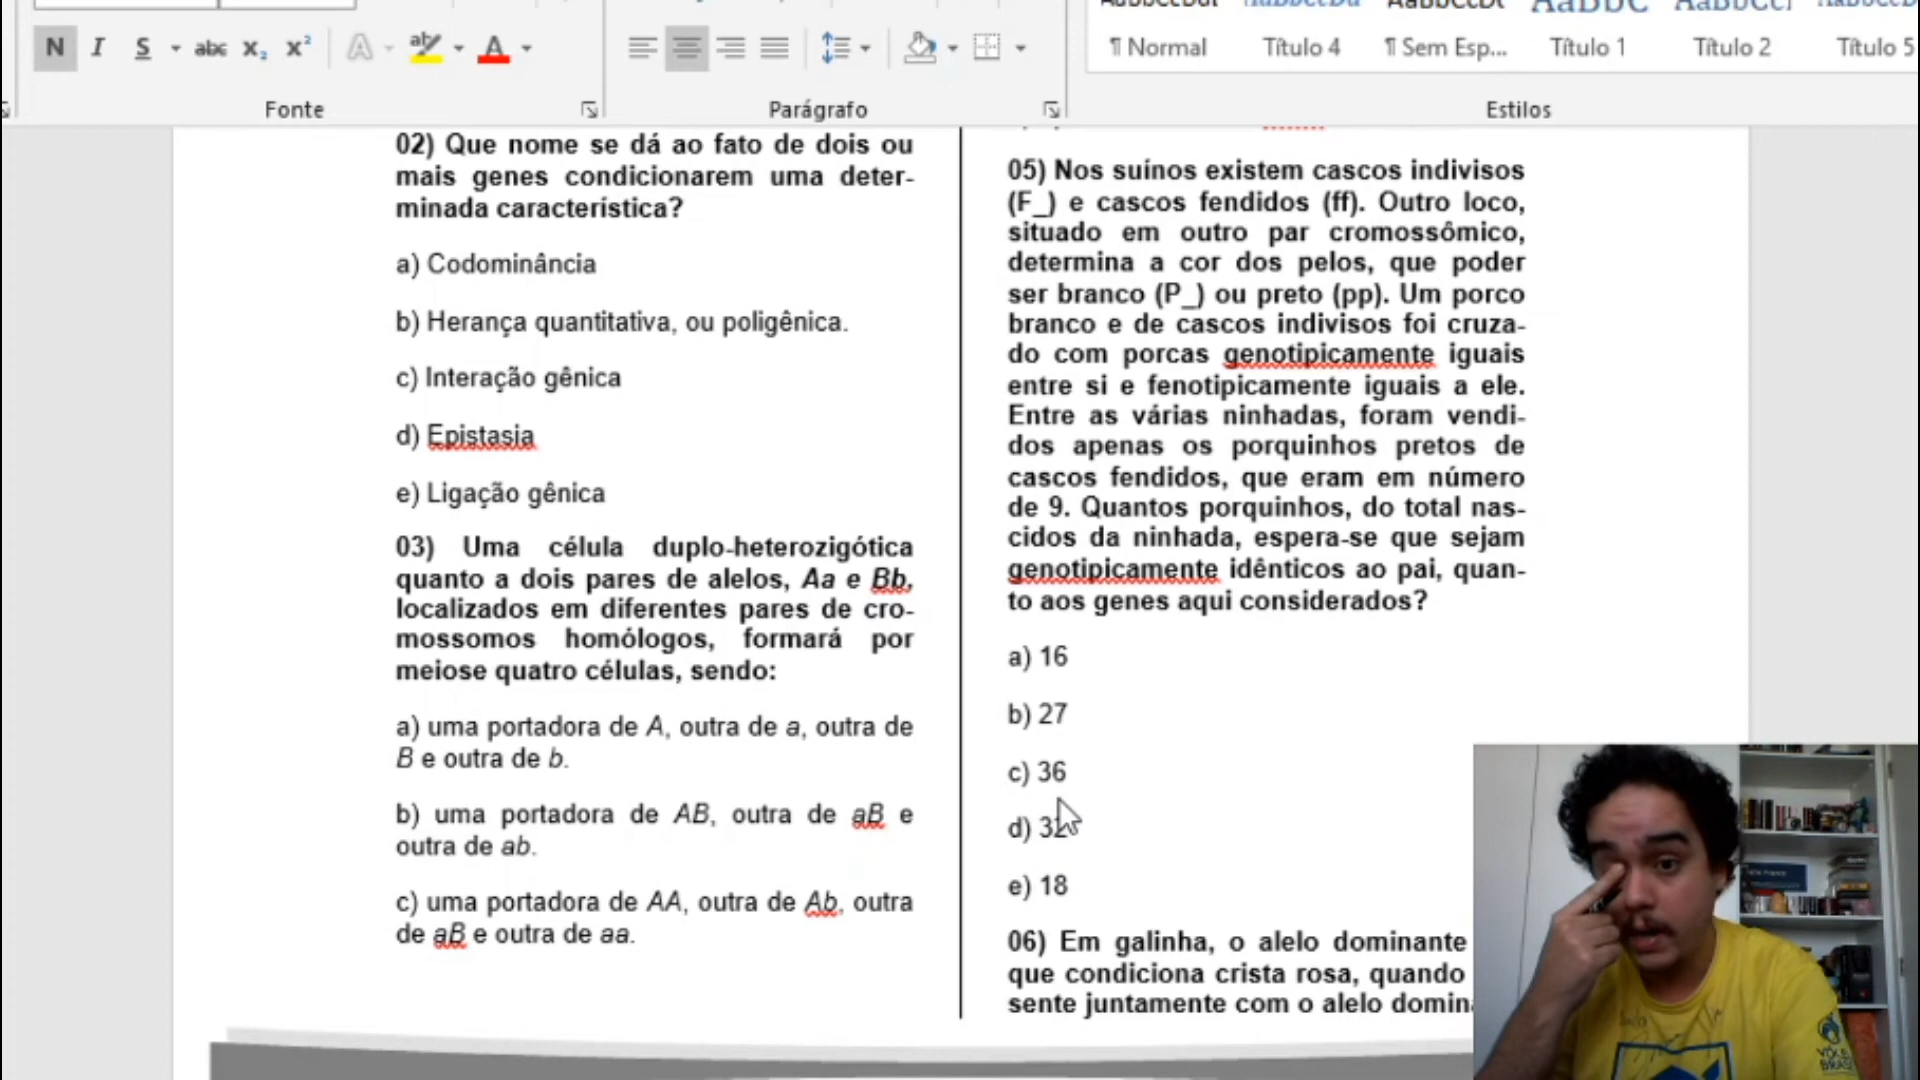 AaBbCcDd
N I S abc X₂ X² A ab A
¶ Normal Título 4 ¶ Sem Esp... Título 1 Título 2 Título 5
Fonte Parágrafo Estilos
02) Que nome se dá ao fato de dois ou
mais genes condicionarem uma deter-
minada característica?
a) Codominância
b) Herança quantitativa, ou poligênica.
c) Interação gênica
d) Epistasia
e) Ligação gênica
03) Uma célula duplo-heterozigótica
quanto a dois pares de alelos, Aa e Bb,
localizados em diferentes pares de cro-
mossomos homólogos, formará por
meiose quatro células, sendo:
a) uma portadora de A, outra de a, outra de
B e outra de b.
b) uma portadora de AB, outra de aB e
outra de ab.
c) uma portadora de AA, outra de Ab, outra
de aB e outra de aa.
05) Nos suínos existem cascos indivisos
(F_) e cascos fendidos (ff). Outro loco,
situado em outro par cromossômico,
determina a cor dos pelos, que poder
ser branco (P_) ou preto (pp). Um porco
branco e de cascos indivisos foi cruza-
do com porcas genotipicamente iguais
entre si e fenotipicamente iguais a ele.
Entre as várias ninhadas, foram vendi-
dos apenas os porquinhos pretos de
cascos fendidos, que eram em número
de 9. Quantos porquinhos, do total nas-
cidos da ninhada, espera-se que sejam
genotipicamente idênticos ao pai, quan-
to aos genes aqui considerados?
a) 16
b) 27
c) 36
d) 32
e) 18
06) Em galinha, o alelo dominante
que condiciona crista rosa, quando
sente juntamente com o alelo domin